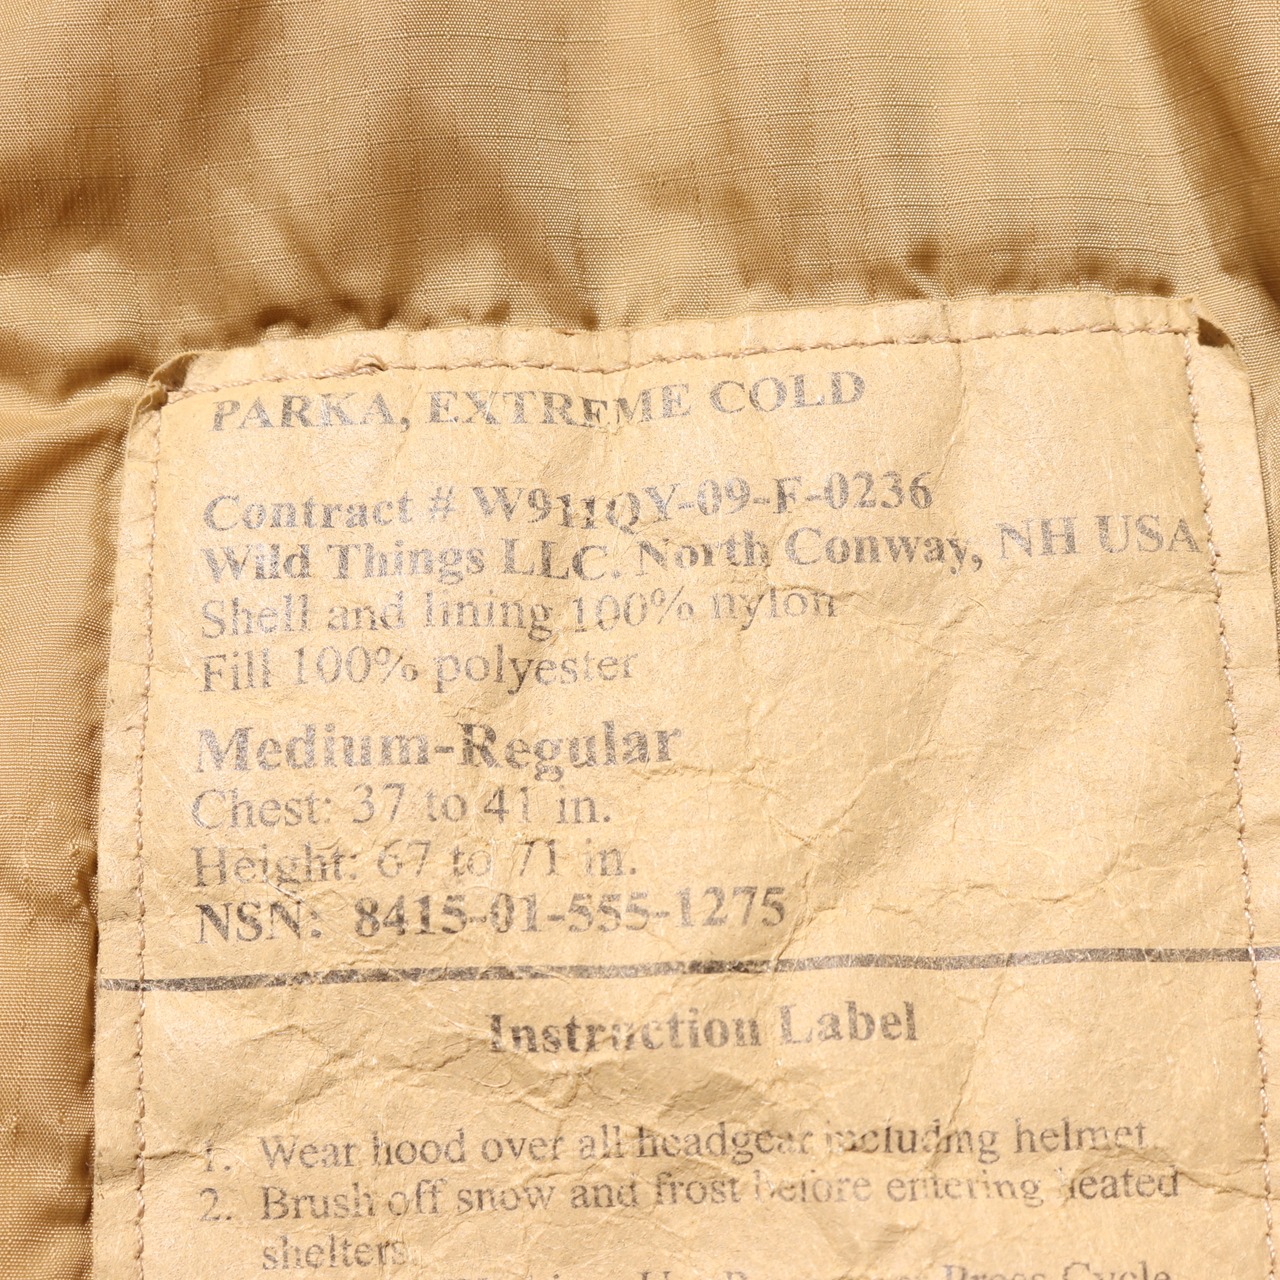 PARKA, EXTREME COLD
Contract # W911QY-09-F-0236
Wild Things LLC. North Conway, NH USA
Shell and lining 100% nylon
Fill 100% polyester
Medium-Regular
Chest: 37 to 41 in.
Height: 67 to 71 in.
NSN: 8415-01-555-1275
Instruction Label
1. Wear hood over all headgear including helmet
2. Brush off snow and frost before entering heated
shelters.
Press Cycle